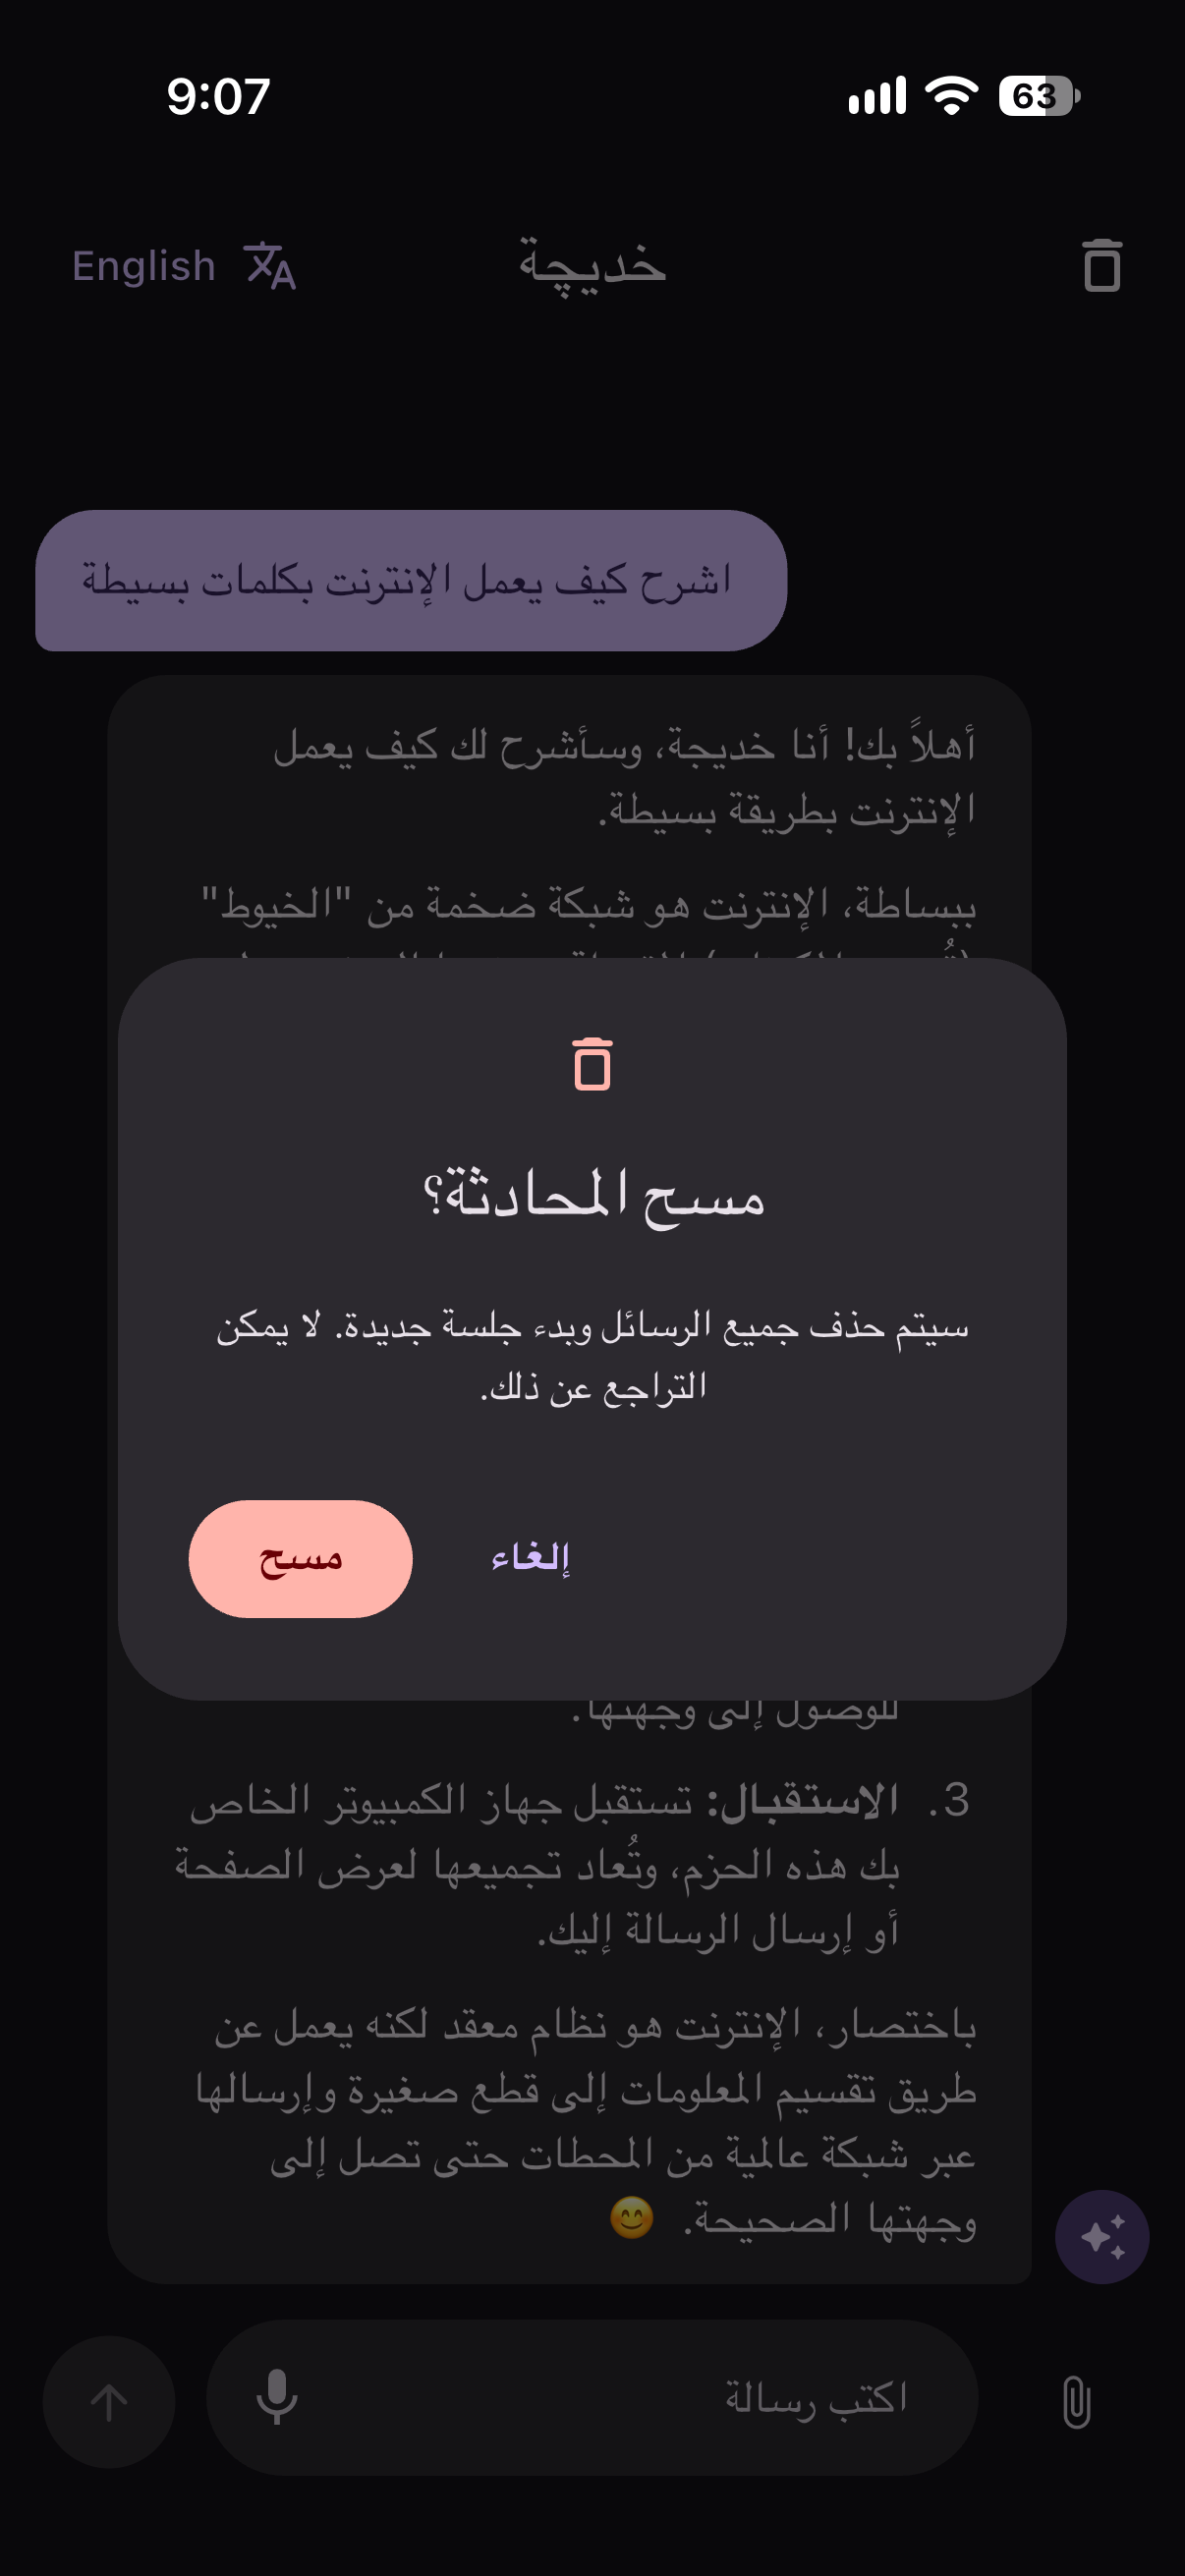 9:07
63
English
خديچة
اشرح كيف يعمل الإنترنت بكلمات بسيطة
أهلاً بك! أنا خديجة، وسأشرح لك كيف يعمل
الإنترنت بطريقة بسيطة.
ببساطة، الإنترنت هو شبكة ضخمة من "الخيوط"
مسح المحادثة؟
سيتم حذف جميع الرسائل وبدء جلسة جديدة. لا يمكن
التراجع عن ذلك.
إلغاء
مسح
للوصول إلى وجهتها.
3. الاستقبال: تستقبل جهاز الكمبيوتر الخاص
بك هذه الحزم، وتُعاد تجميعها لعرض الصفحة
أو إرسال الرسالة إليك.
باختصار، الإنترنت هو نظام معقد لكنه يعمل عن
طريق تقسيم المعلومات إلى قطع صغيرة وإرسالها
عبر شبكة عالمية من المحطات حتى تصل إلى
وجهتها الصحيحة. 😊
اكتب رسالة